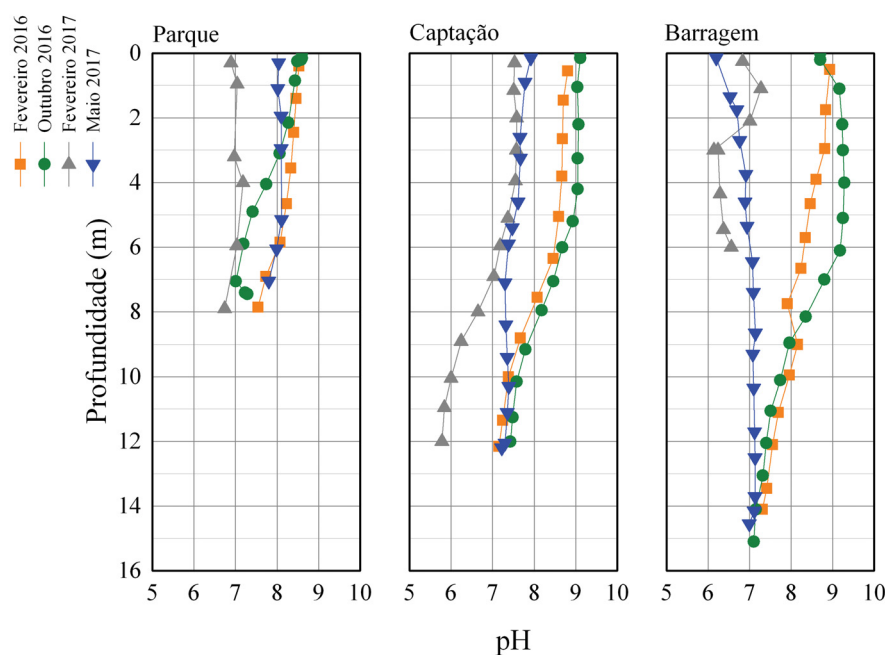 Parque
Captação
Barragem
Fevereiro 2016
Outubro 2016
Fevereiro 2017
Maio 2017
Profundidade (m)
0
2
4
6
8
10
12
14
16
5 6 7 8 9 10
5 6 7 8 9 10
5 6 7 8 9 10
pH